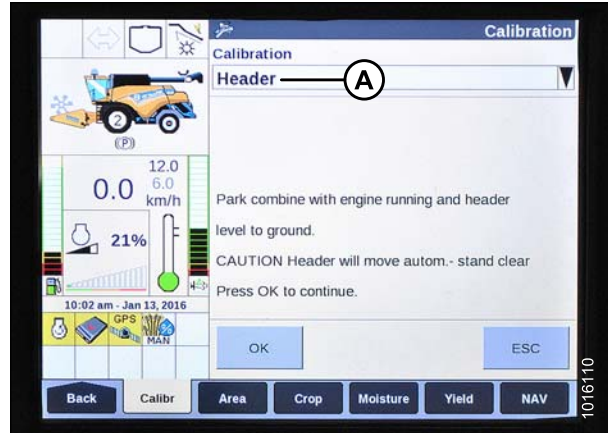 Calibration
Calibration
Header
A
2
(P)
12.0
0.0 6.0
km/h
21%
Park combine with engine running and header
level to ground.
CAUTION Header will move autom.- stand clear
Press OK to continue.
10:02 am - Jan 13, 2016
GPS
MAN
OK
ESC
Back
Calibr
Area
Crop
Moisture
Yield
NAV
1016110